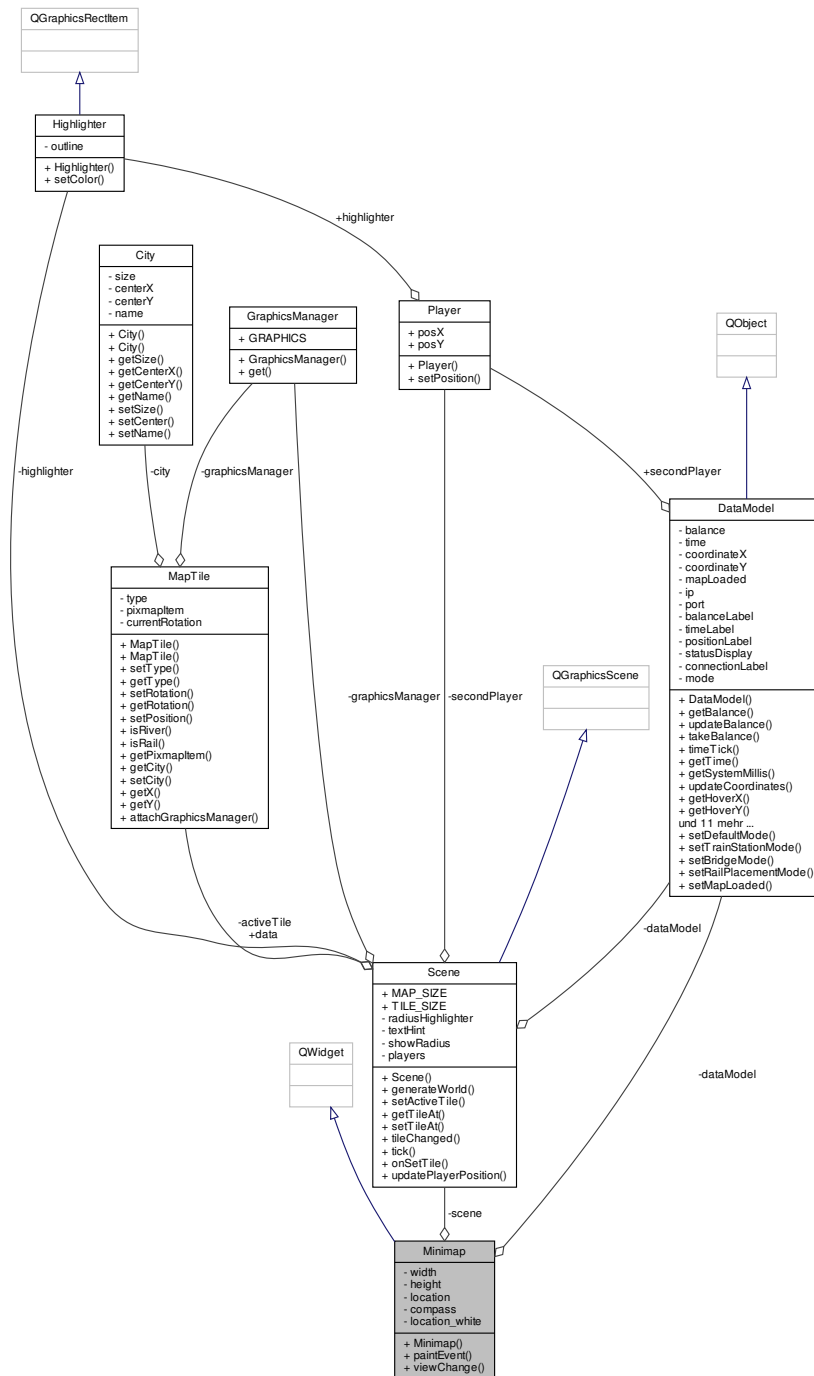 QGraphicsRectItem
Highlighter
- outline
+ Highlighter()
+ setColor()
+highlighter
City
- size
- centerX
- centerY
- name
+ City()
+ City()
+ getSize()
+ getCenterX()
+ getCenterY()
+ getName()
+ setSize()
+ setCenter()
+ setName()
GraphicsManager
+ GRAPHICS
+ GraphicsManager()
+ get()
Player
+ posX
+ posY
+ Player()
+ setPosition()
QObject
-highlighter
-city
-graphicsManager
+secondPlayer
DataModel
- balance
- time
- coordinateX
- coordinateY
- mapLoaded
- ip
- port
- balanceLabel
- timeLabel
- positionLabel
- statusDisplay
- connectionLabel
- mode
+ DataModel()
+ getBalance()
+ updateBalance()
+ takeBalance()
+ timeTick()
+ getTime()
+ getSystemMillis()
+ updateCoordinates()
+ getHoverX()
+ getHoverY()
und 11 mehr ...
+ setDefaultMode()
+ setTrainStationMode()
+ setBridgeMode()
+ setRailPlacementMode()
+ setMapLoaded()
MapTile
- type
- pixmapItem
- currentRotation
+ MapTile()
+ MapTile()
+ setType()
+ getType()
+ setRotation()
+ getRotation()
+ setPosition()
+ isRiver()
+ isRail()
+ getPixmapItem()
+ getCity()
+ setCity()
+ getX()
+ getY()
+ attachGraphicsManager()
-graphicsManager
-secondPlayer
QGraphicsScene
-activeTile
+data
-dataModel
Scene
+ MAP_SIZE
+ TILE_SIZE
- radiusHighlighter
- textHint
- showRadius
- players
+ Scene()
+ generateWorld()
+ setActiveTile()
+ getTileAt()
+ setTileAt()
+ tileChanged()
+ tick()
+ onSetTile()
+ updatePlayerPosition()
QWidget
-dataModel
-scene
Minimap
- width
- height
- location
- compass
- location_white
+ Minimap()
+ paintEvent()
+ viewChange()